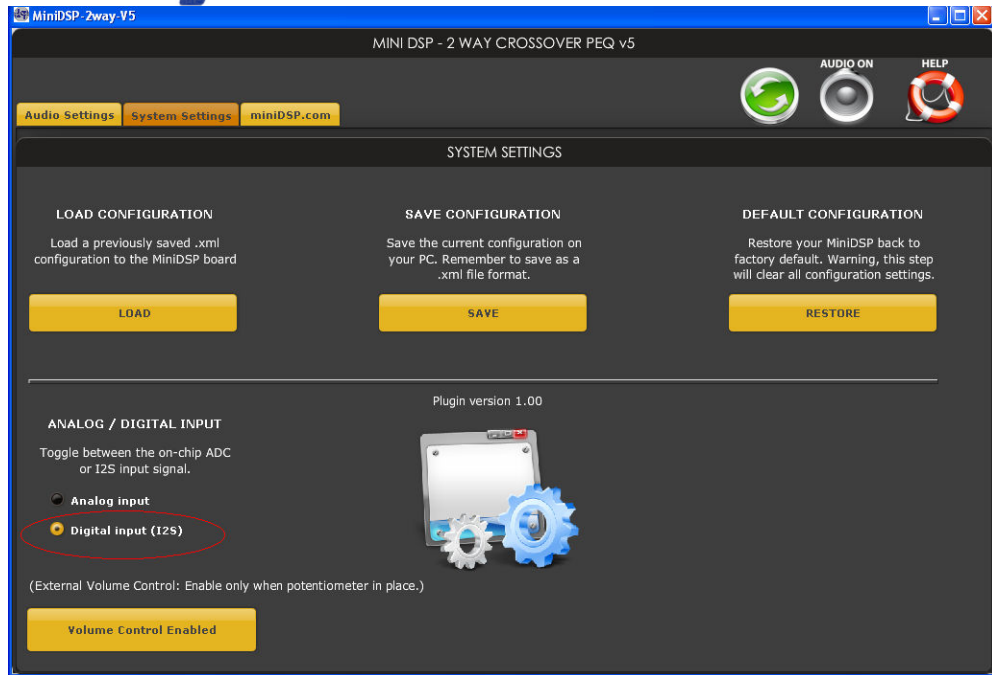 MiniDSP-2way-V5
MINI DSP - 2 WAY CROSSOVER PEQ v5
AUDIO ON
HELP
Audio Settings
System Settings
miniDSP.com
SYSTEM SETTINGS
LOAD CONFIGURATION
Load a previously saved .xml
configuration to the MiniDSP board
LOAD
SAVE CONFIGURATION
Save the current configuration on
your PC. Remember to save as a
.xml file format.
SAVE
DEFAULT CONFIGURATION
Restore your MiniDSP back to
factory default. Warning, this step
will clear all configuration settings.
RESTORE
ANALOG / DIGITAL INPUT
Toggle between the on-chip ADC
or I2S input signal.
Analog input
Digital input (I2S)
Plugin version 1.00
(External Volume Control: Enable only when potentiometer in place.)
Volume Control Enabled